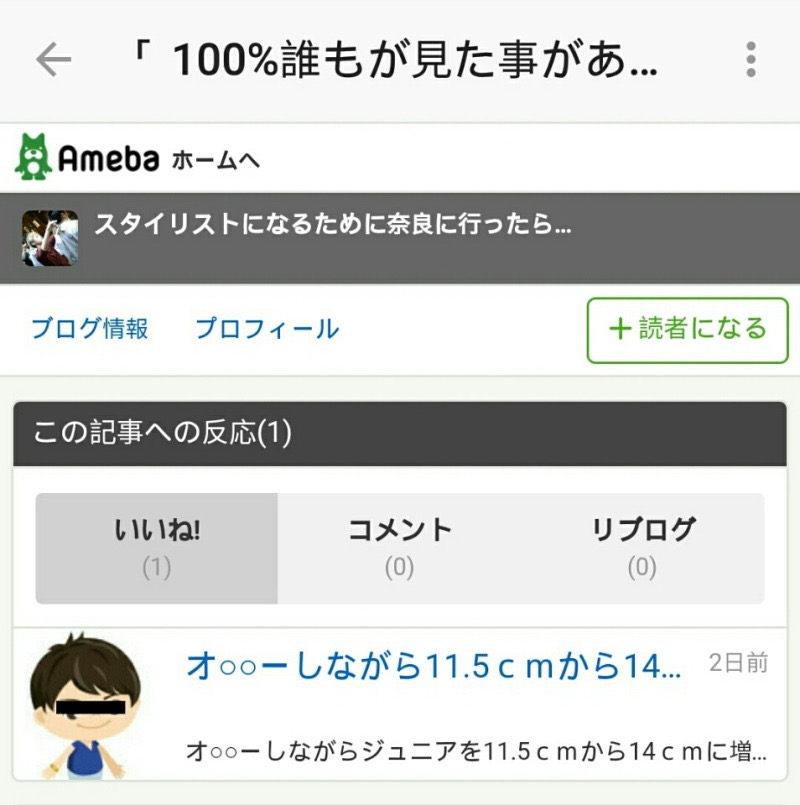 「 100%誰もが見た事があ...
Ameba ホームへ
スタイリストになるために奈良に行ったら...
ブログ情報 プロフィール +読者になる
この記事への反応(1)
いいね! コメント リブログ
(1) (0) (0)
オ○○ーしながら11.5ｃｍから14... 2日前
オ○○ーしながらジュニアを11.5ｃｍから14ｃｍに増...